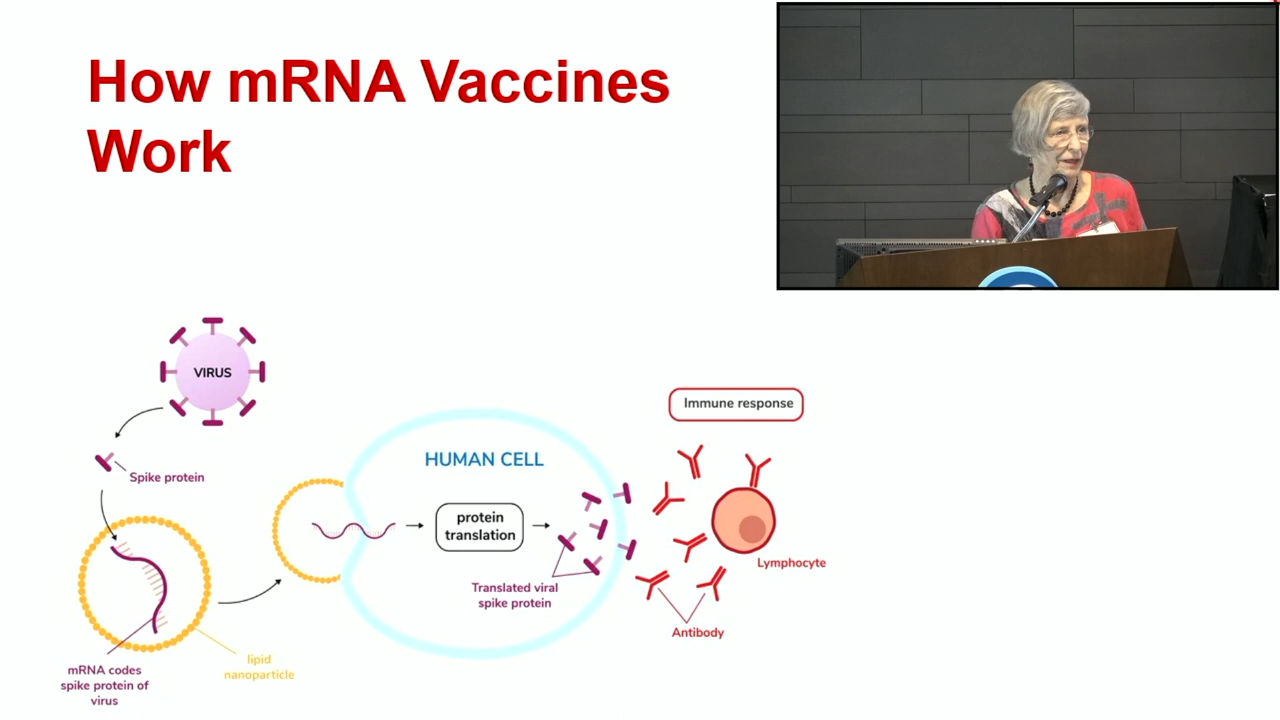 How mRNA Vaccines
Work
VIRUS
Spike protein
mRNA codes
spike protein of
virus
lipid
nanoparticle
HUMAN CELL
protein
translation
Translated viral
spike protein
Immune response
Lymphocyte
Antibody